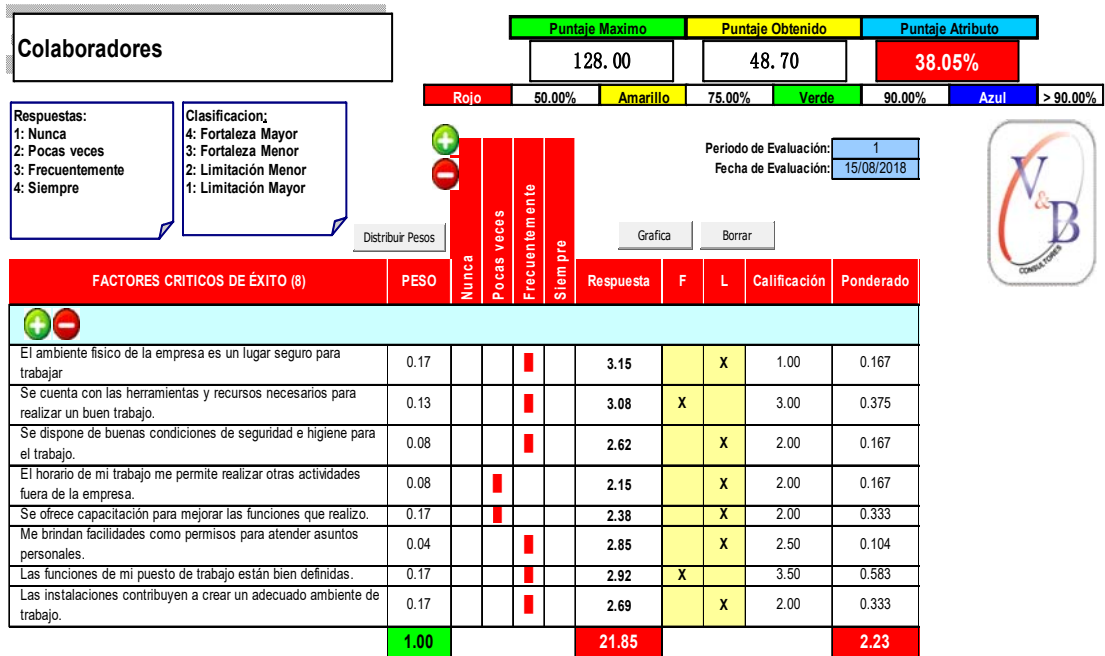 Colaboradores
Puntaje Maximo Puntaje Obtenido Puntaje Atributo
128.00 48.70 38.05%
Rojo 50.00% Amarillo 75.00% Verde 90.00% Azul > 90.00%
Respuestas:
1: Nunca
2: Pocas veces
3: Frecuentemente
4: Siempre
Clasificacion:
4: Fortaleza Mayor
3: Fortaleza Menor
2: Limitación Menor
1: Limitación Mayor
Periodo de Evaluación: 1
Fecha de Evaluación: 15/08/2018
V&B
CONSULTORES
Distribuir Pesos
Grafica Borrar
FACTORES CRITICOS DE ÉXITO (8) PESO Nunca Pocas veces Frecuentemente Siempre Respuesta F L Calificación Ponderado
El ambiente fisico de la empresa es un lugar seguro para
trabajar 0.17 3.15 X 1.00 0.167
Se cuenta con las herramientas y recursos necesarios para
realizar un buen trabajo. 0.13 3.08 X 3.00 0.375
Se dispone de buenas condiciones de seguridad e higiene para
el trabajo. 0.08 2.62 X 2.00 0.167
El horario de mi trabajo me permite realizar otras actividades
fuera de la empresa. 0.08 2.15 X 2.00 0.167
Se ofrece capacitación para mejorar las funciones que realizo. 0.17 2.38 X 2.00 0.333
Me brindan facilidades como permisos para atender asuntos
personales. 0.04 2.85 X 2.50 0.104
Las funciones de mi puesto de trabajo están bien definidas. 0.17 2.92 X 3.50 0.583
Las instalaciones contribuyen a crear un adecuado ambiente de
trabajo. 0.17 2.69 X 2.00 0.333
1.00 21.85 2.23